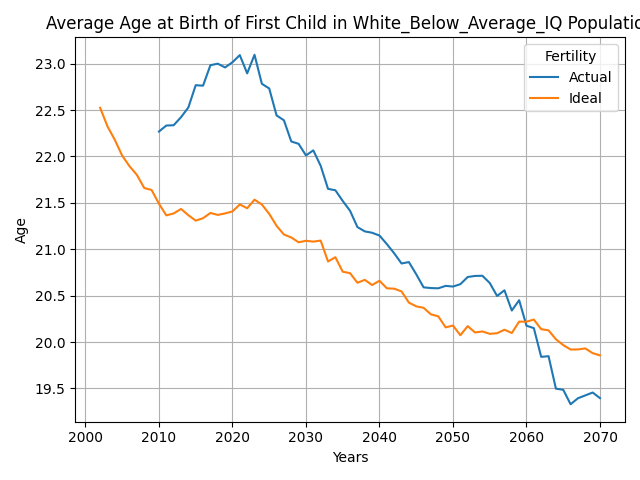 Average Age at Birth of First Child in White_Below_Average_IQ Populatio
Fertility
Actual
Ideal
23.0
22.5
22.0
21.5
21.0
20.5
20.0
19.5
Age
2000 2010 2020 2030 2040 2050 2060 2070
Years